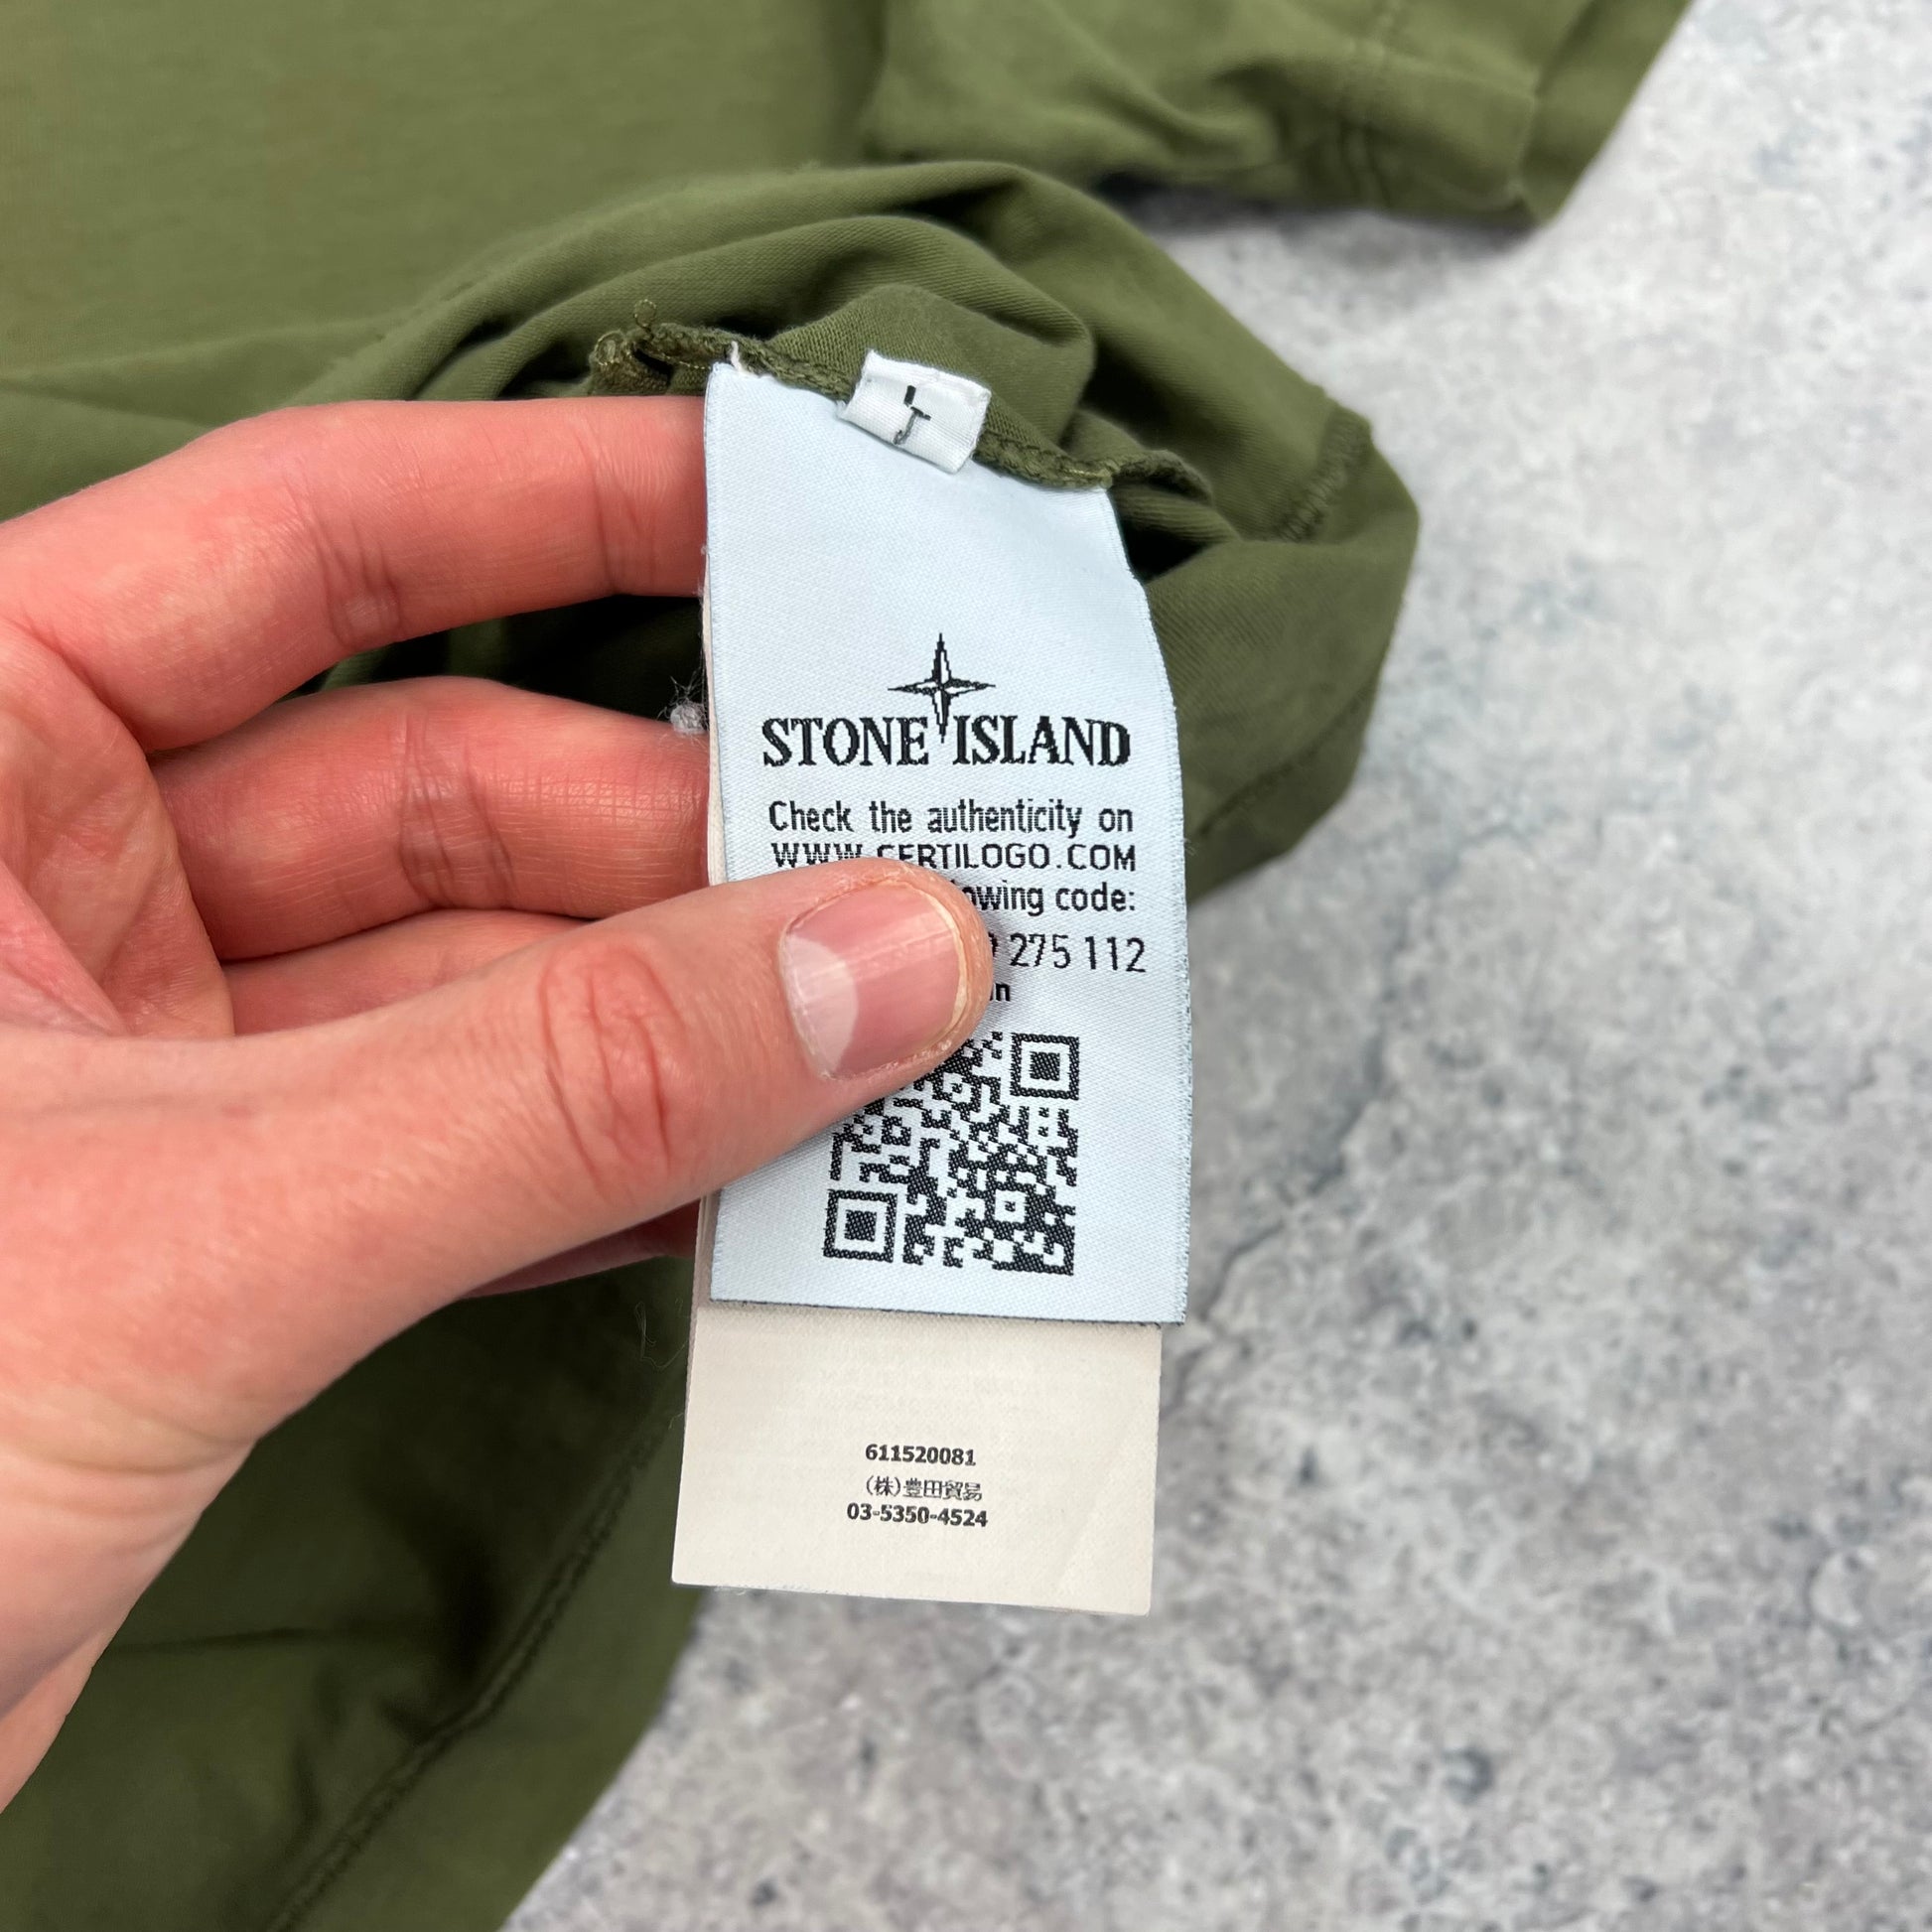 STONE ISLAND
Check the authenticity on
WWW.CERTILOGO.COM
code:
275 112
611520081
(株)豊田貿易
03-5350-4524